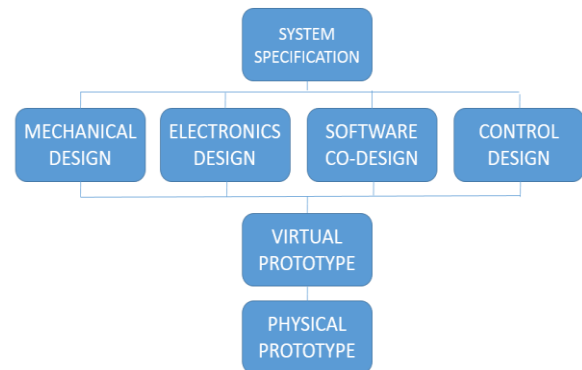 SYSTEM
SPECIFICATION
MECHANICAL
DESIGN
ELECTRONICS
DESIGN
SOFTWARE
CO-DESIGN
CONTROL
DESIGN
VIRTUAL
PROTOTYPE
PHYSICAL
PROTOTYPE